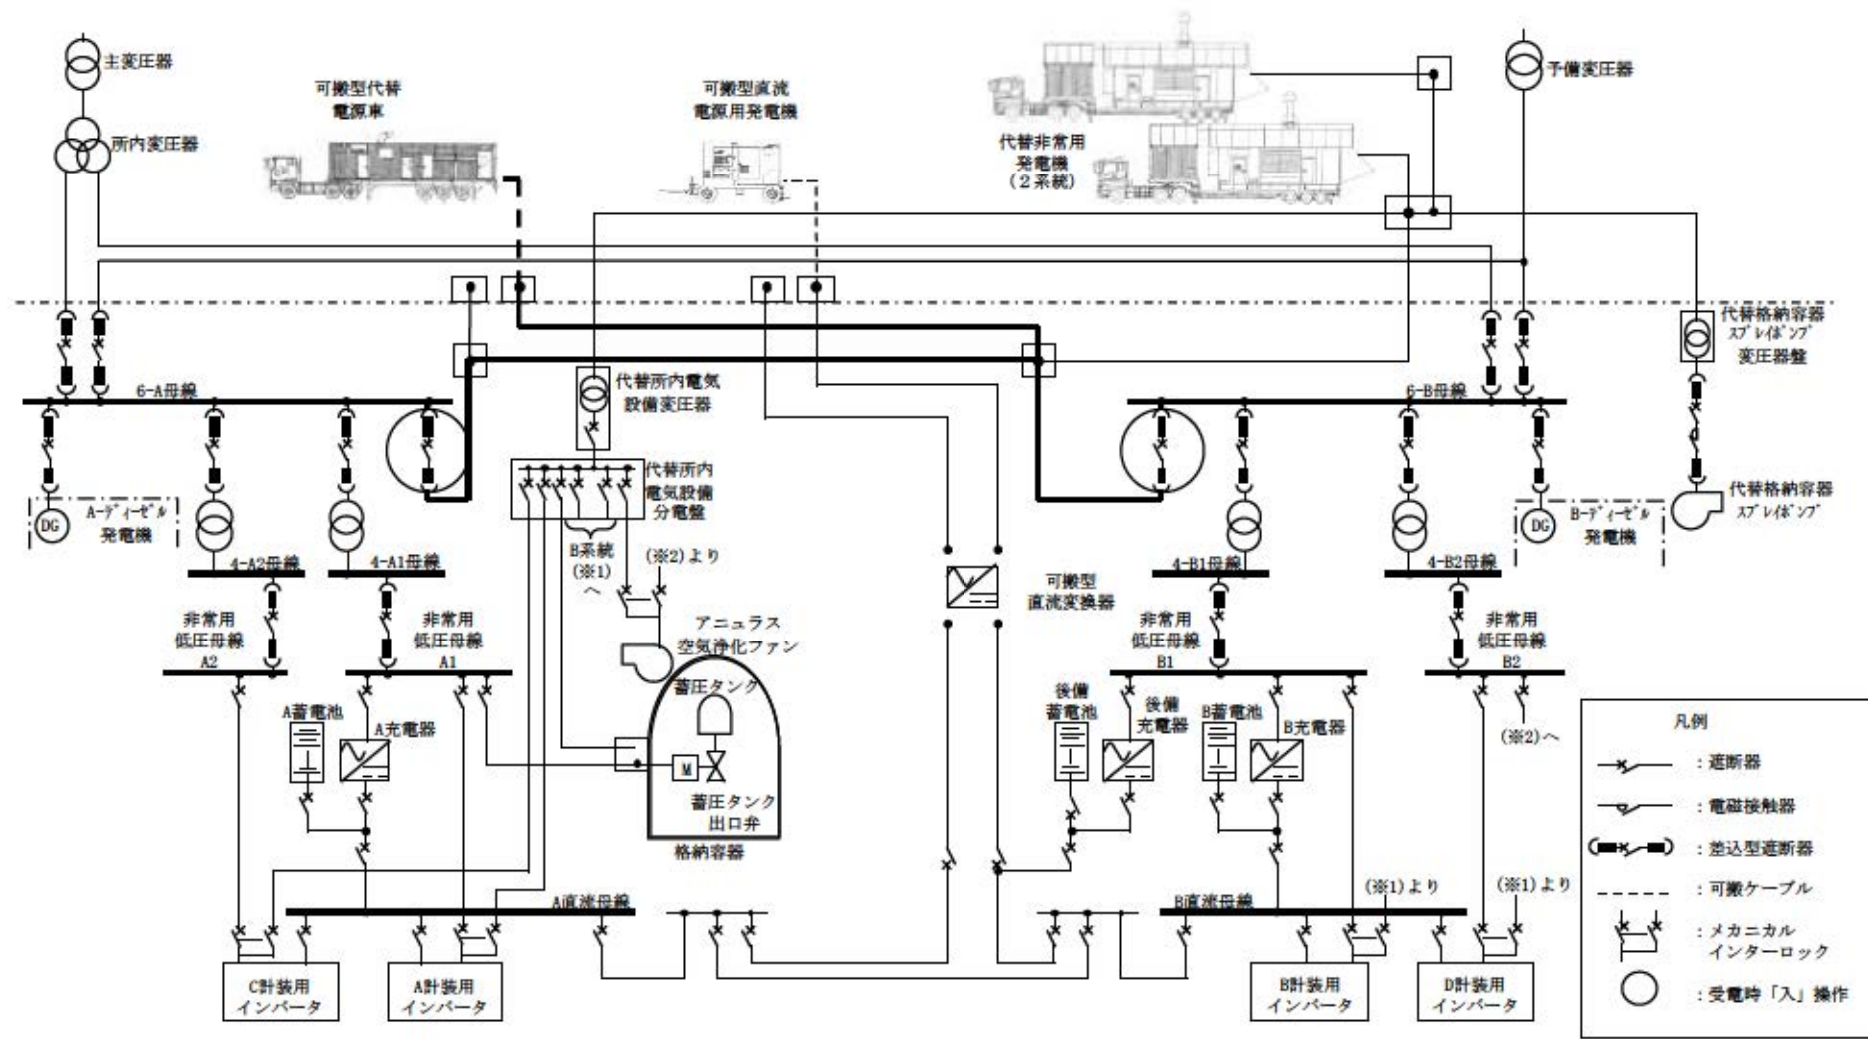 主変圧器
所内変圧器
可搬型代替
電源車
可搬型直流
電源用発電機
代替非常用
発電機
(2系統)
予備変圧器
代替格納容器
ｽﾌﾟﾚｲﾎﾟﾝﾌﾟ
変圧器盤
6-A母線
代替所内電気
設備変圧器
6-B母線
代替所内
電気設備
分電盤
DG
A-ﾃﾞｨｰｾﾞﾙ
発電機
B系統
(※1)
へ
(※2)より
DG
B-ﾃﾞｨｰｾﾞﾙ
発電機
代替格納容器
ｽﾌﾟﾚｲﾎﾟﾝﾌﾟ
4-A2母線
4-A1母線
4-B1母線
4-B2母線
可搬型
直流変換器
非常用
低圧母線
A2
非常用
低圧母線
A1
アニュラス
空気浄化ファン
非常用
低圧母線
B1
非常用
低圧母線
B2
A蓄電池
A充電器
蓄圧タンク
M
蓄圧タンク
出口弁
格納容器
後備
蓄電池
後備
充電器
B蓄電池
B充電器
(※2)へ
A直流母線
B直流母線
(※1)より
(※1)より
C計装用
インバータ
A計装用
インバータ
B計装用
インバータ
D計装用
インバータ
凡例
：遮断器
：電磁接触器
：差込型遮断器
：可搬ケーブル
：メカニカル
インターロック
：受電時「入」操作